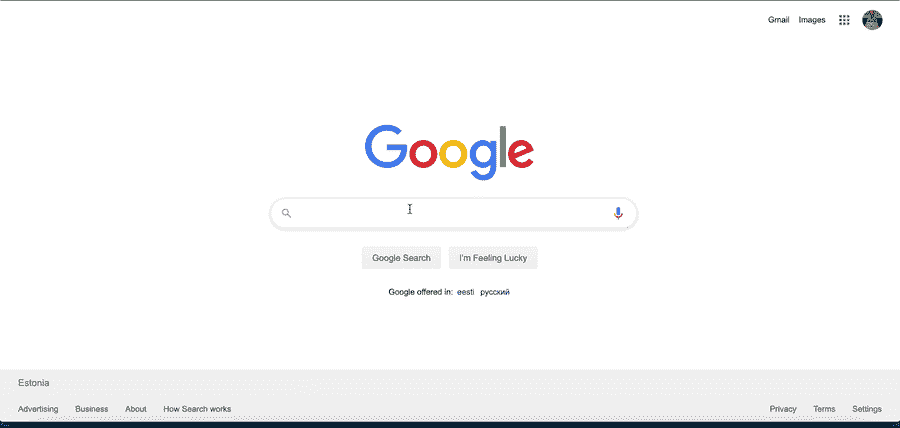 Gmail Images
Google
Google Search I'm Feeling Lucky
Google offered in: eesti русский
Estonia
Advertising Business About How Search works Privacy Terms Settings